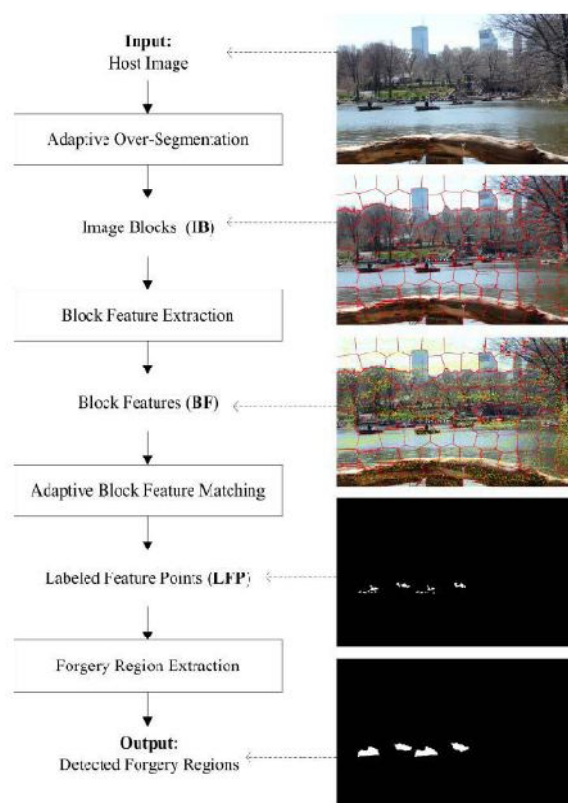 Input:
Host Image
Adaptive Over-Segmentation
Image Blocks (IB)
Block Feature Extraction
Block Features (BF)
Adaptive Block Feature Matching
Labeled Feature Points (LFP)
Forgery Region Extraction
Output:
Detected Forgery Regions